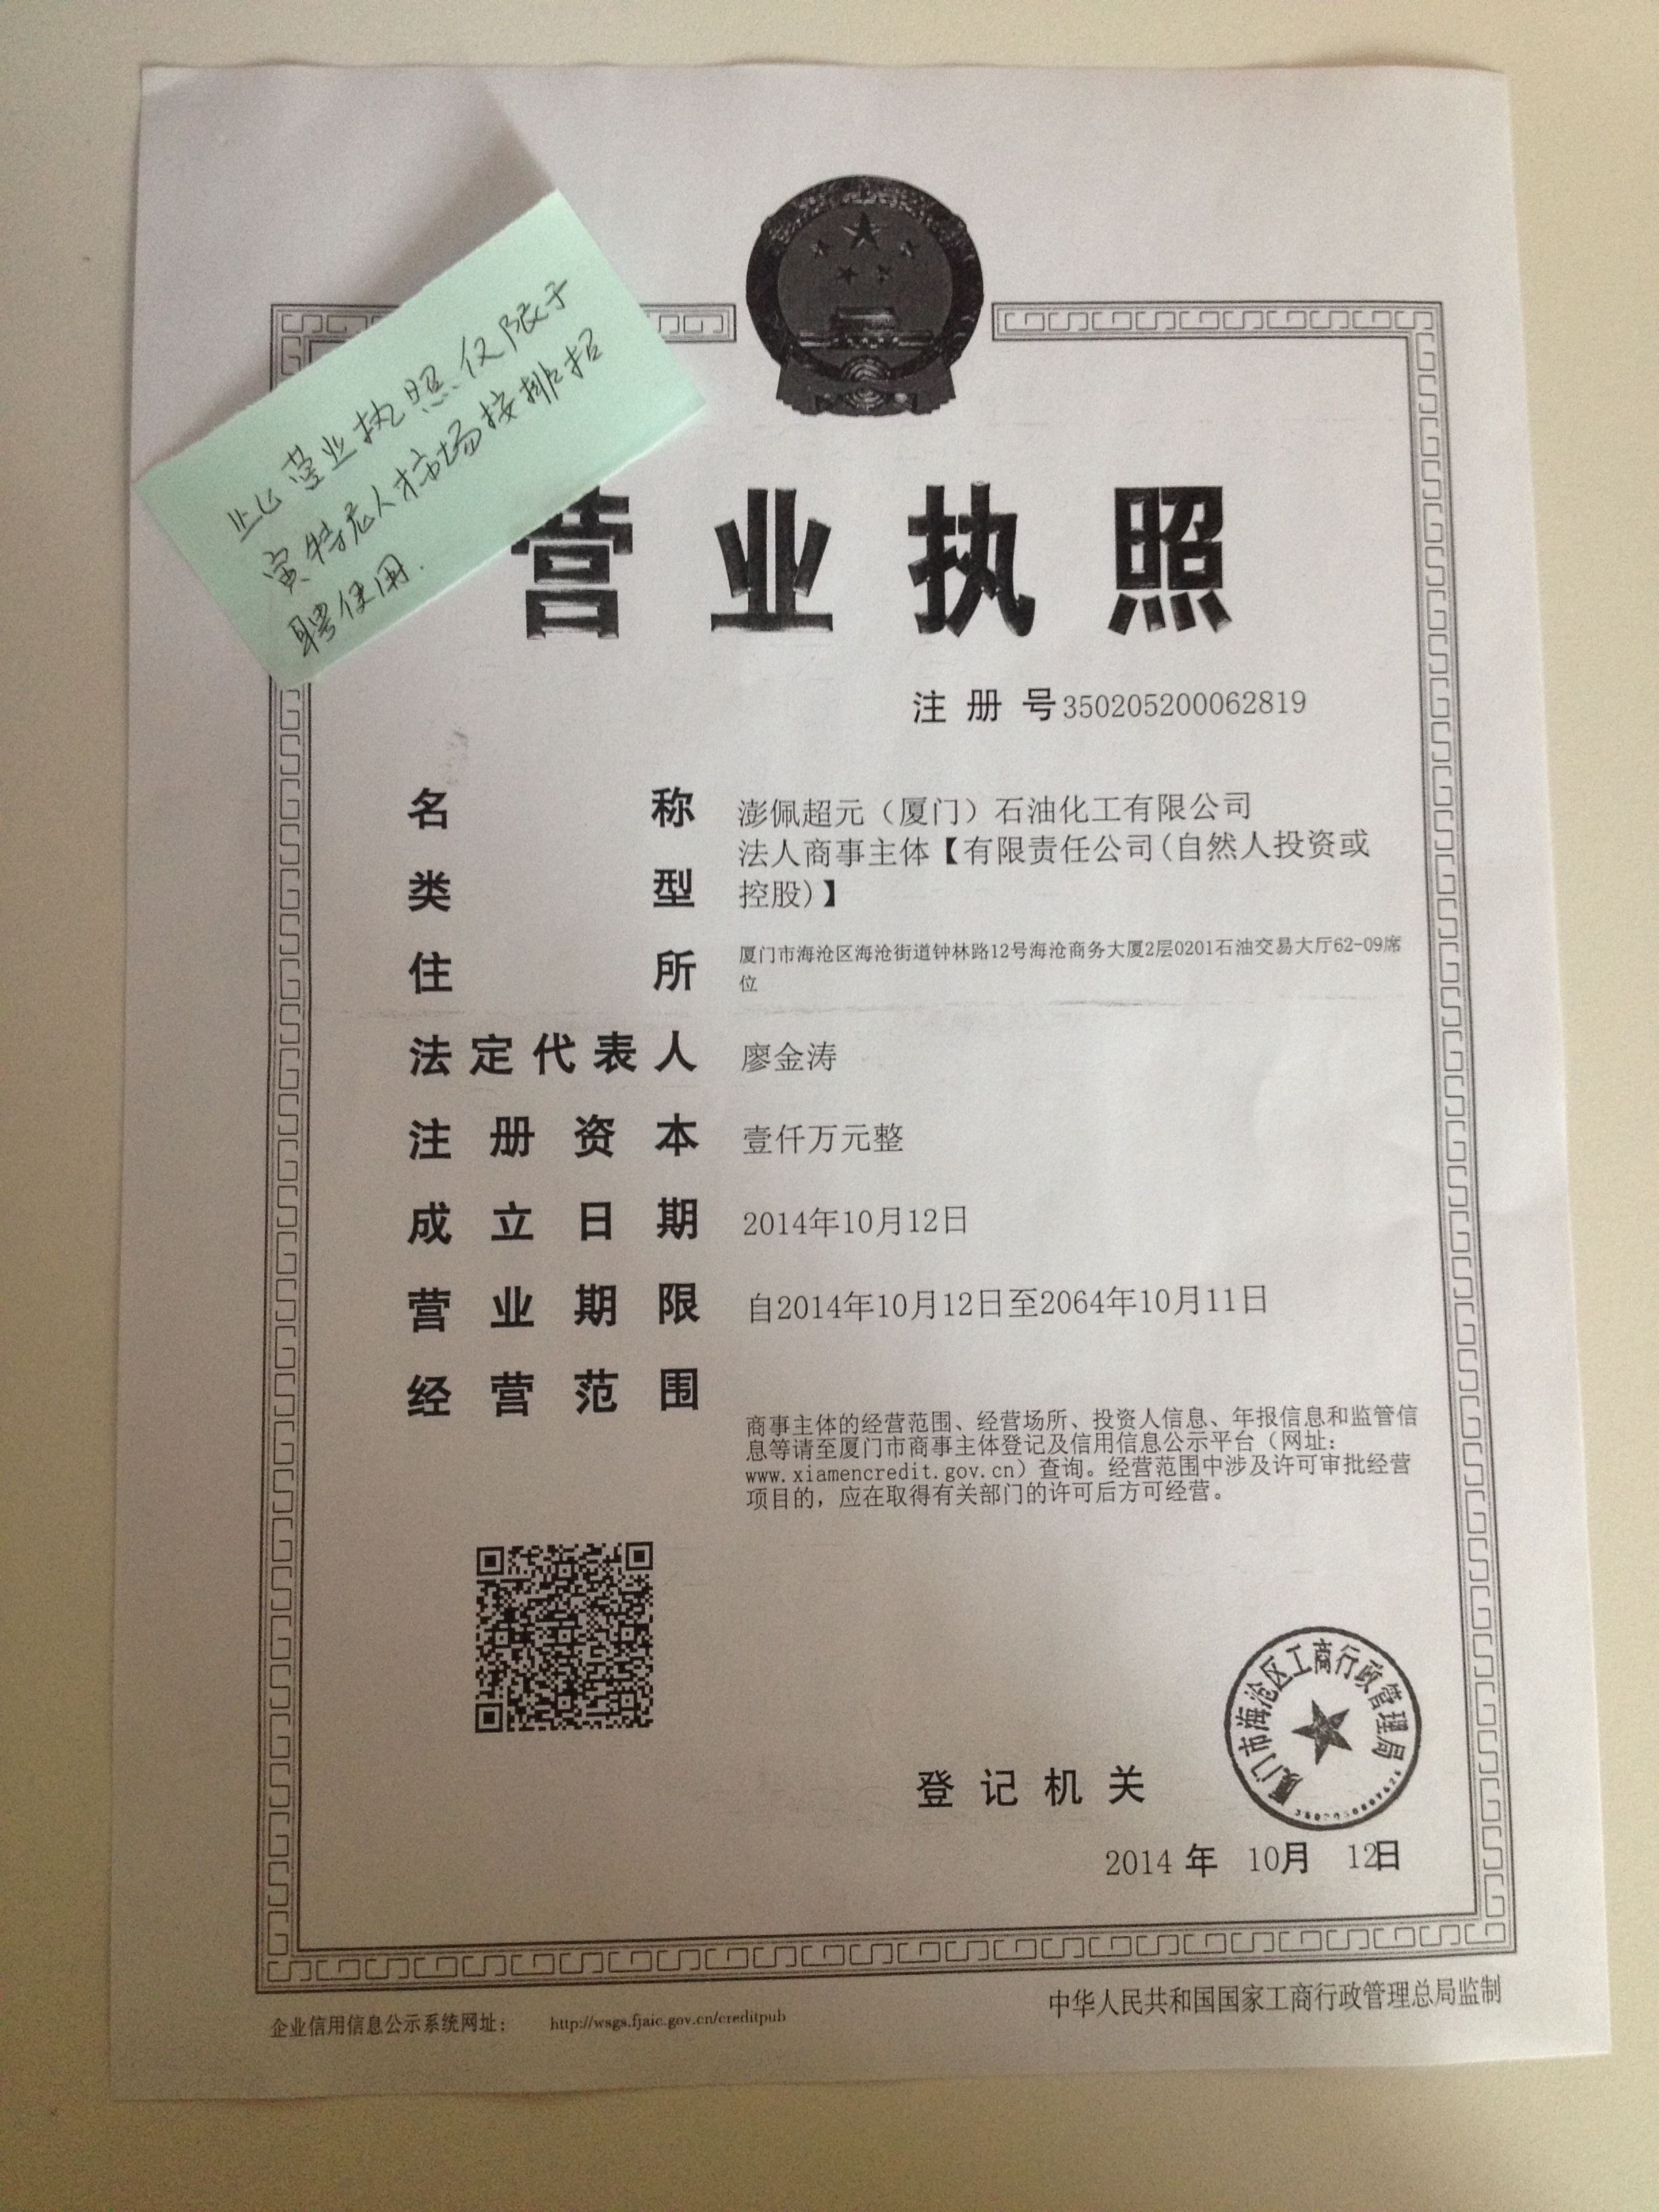 此营业执照仅限于
寅特尼人才市场按排招
聘使用.
营业执照
注册号350205200062819
名称 澎佩超元（厦门）石油化工有限公司
类型 法人商事主体【有限责任公司(自然人投资或
控股)】
住所 厦门市海沧区海沧街道钟林路12号海沧商务大厦2层0201石油交易大厅62-09席
位
法定代表人 廖金涛
注册资本 壹仟万元整
成立日期 2014年10月12日
营业期限 自2014年10月12日至2064年10月11日
经营范围
商事主体的经营范围、经营场所、投资人信息、年报信息和监管信
息等请至厦门市商事主体登记及信用信息公示平台（网址：
www.xiamencredit.gov.cn）查询。经营范围中涉及许可审批经营
项目的，应在取得有关部门的许可后方可经营。
厦门市海沧区工商行政管理局
登记机关
2014 年 10月 12日
中华人民共和国国家工商行政管理总局监制
企业信用信息公示系统网址： http://wsgs.fjaic.gov.cn/creditpub